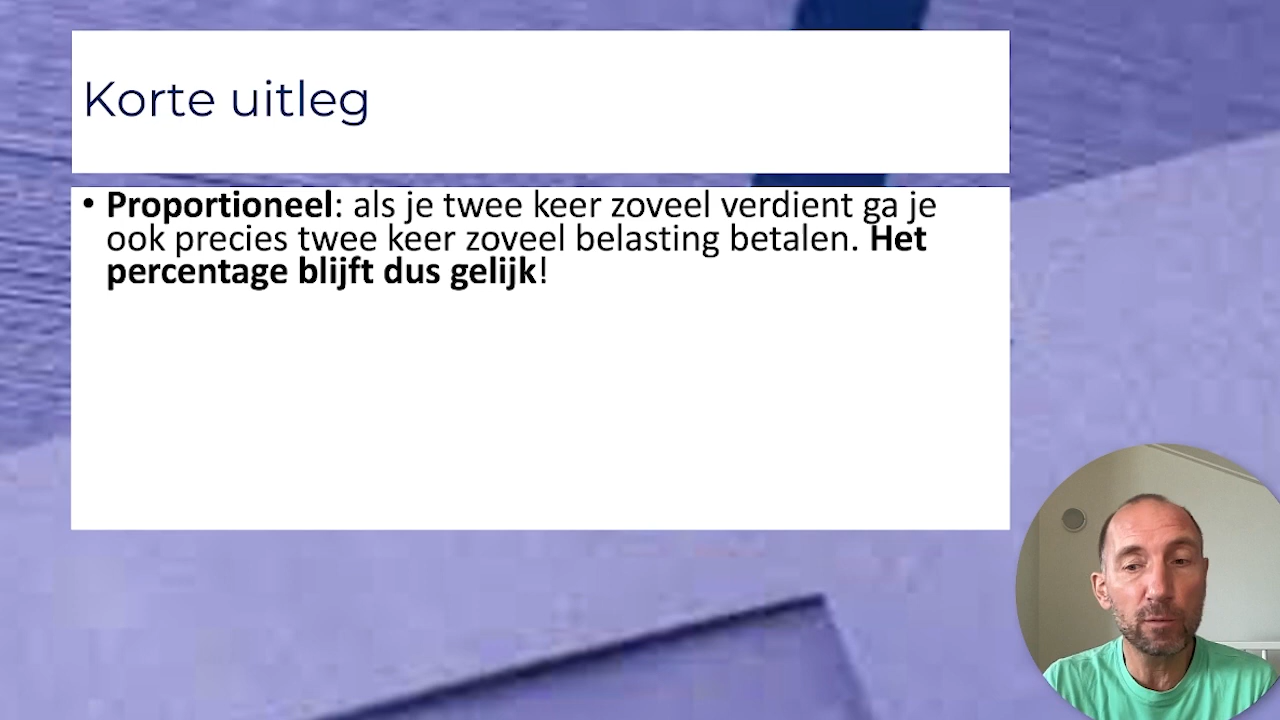 Korte uitleg
• Proportioneel: als je twee keer zoveel verdient ga je
ook precies twee keer zoveel belasting betalen. Het
percentage blijft dus gelijk!